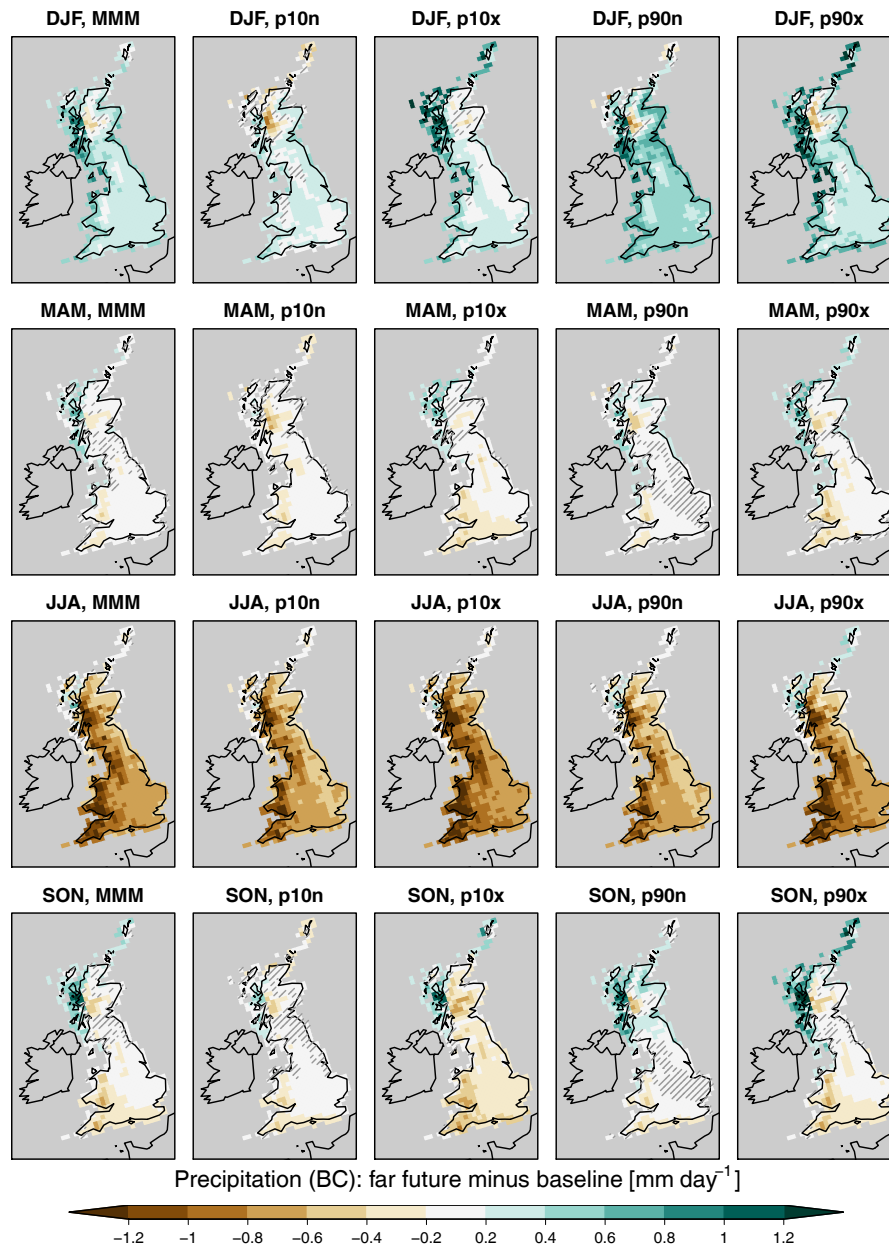 DJF, MMM DJF, p10n DJF, p10x DJF, p90n DJF, p90x
MAM, MMM MAM, p10n MAM, p10x MAM, p90n MAM, p90x
JJA, MMM JJA, p10n JJA, p10x JJA, p90n JJA, p90x
SON, MMM SON, p10n SON, p10x SON, p90n SON, p90x
Precipitation (BC): far future minus baseline [mm day⁻¹]
−1.2 −1 −0.8 −0.6 −0.4 −0.2 0.2 0.4 0.6 0.8 1 1.2